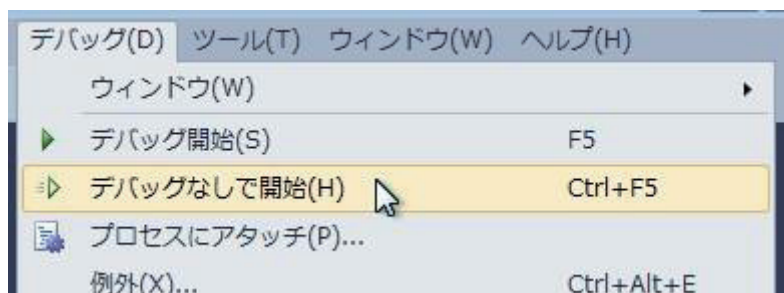 デバッグ(D) ツール(T) ウィンドウ(W) ヘルプ(H)
ウィンドウ(W)
デバッグ開始(S) F5
デバッグなしで開始(H) Ctrl+F5
プロセスにアタッチ(P)...
例外(X)... Ctrl+Alt+E